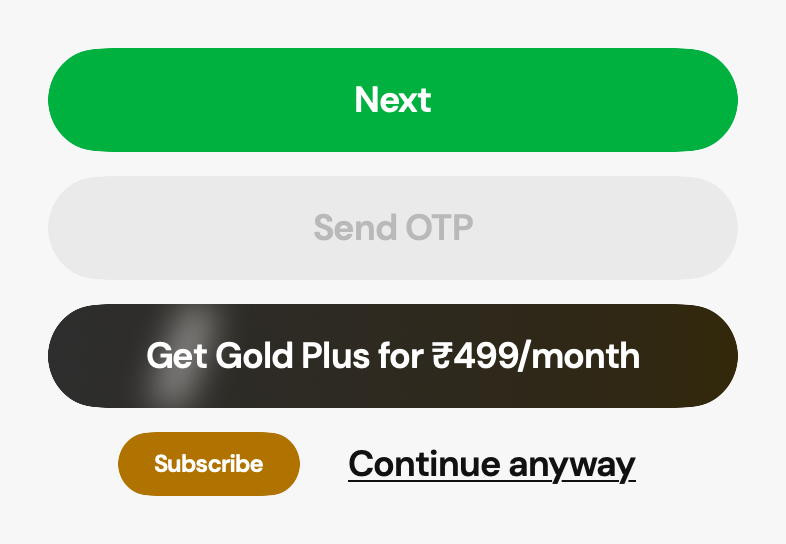 Next
Send OTP
Get Gold Plus for ₹499/month
Subscribe
Continue anyway